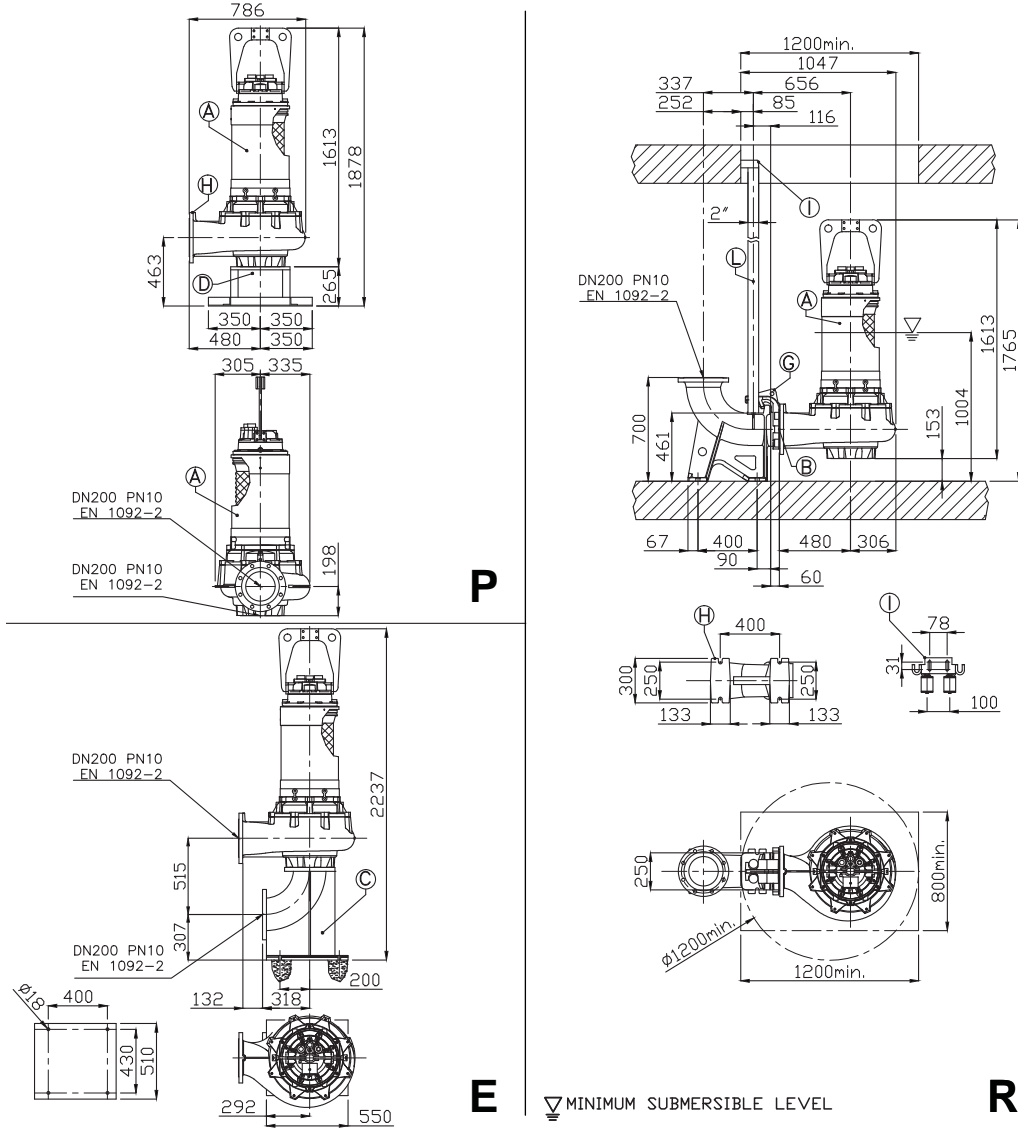 786
A
H
1613
1878
463
D
265
350
350
480
350
305
335
A
DN200 PN10
EN 1092-2
DN200 PN10
EN 1092-2
198
P
DN200 PN10
EN 1092-2
2237
515
C
307
DN200 PN10
EN 1092-2
200
132
318
Ø18
400
430
510
292
550
E
1200min.
1047
337
656
252
85
116
I
2"
L
DN200 PN10
EN 1092-2
A
G
1613
1765
1004
700
461
153
B
67
400
480
306
90
60
H
400
300
250
250
133
133
I
78
31
100
250
800min.
Ø1200min.
1200min.
MINIMUM SUBMERSIBLE LEVEL
R